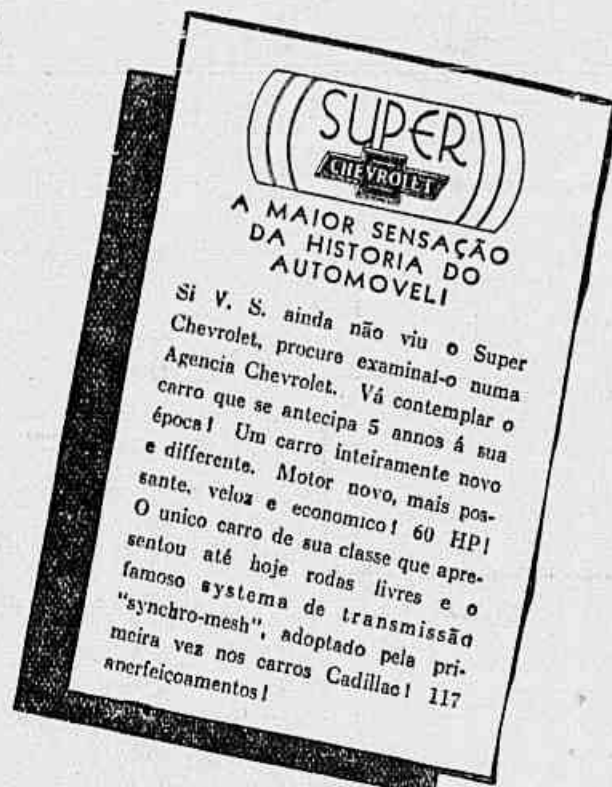 SUPER
CHEVROLET
A MAIOR SENSAÇÃO
DA HISTORIA DO
AUTOMOVEL!
Si V. S. ainda não viu o Super
Chevrolet, procure examinal-o numa
Agencia Chevrolet. Vá contemplar o
carro que se antecipa 5 annos á sua
época! Um carro inteiramente novo
e differente. Motor novo, mais pos-
sante, veloz e economico! 60 HP!
O unico carro de sua classe que apre-
sentou até hoje rodas livres e o
famoso systema de transmissão
"synchro-mesh", adoptado pela pri-
meira vez nos carros Cadillac! 117
aperfeiçoamentos!